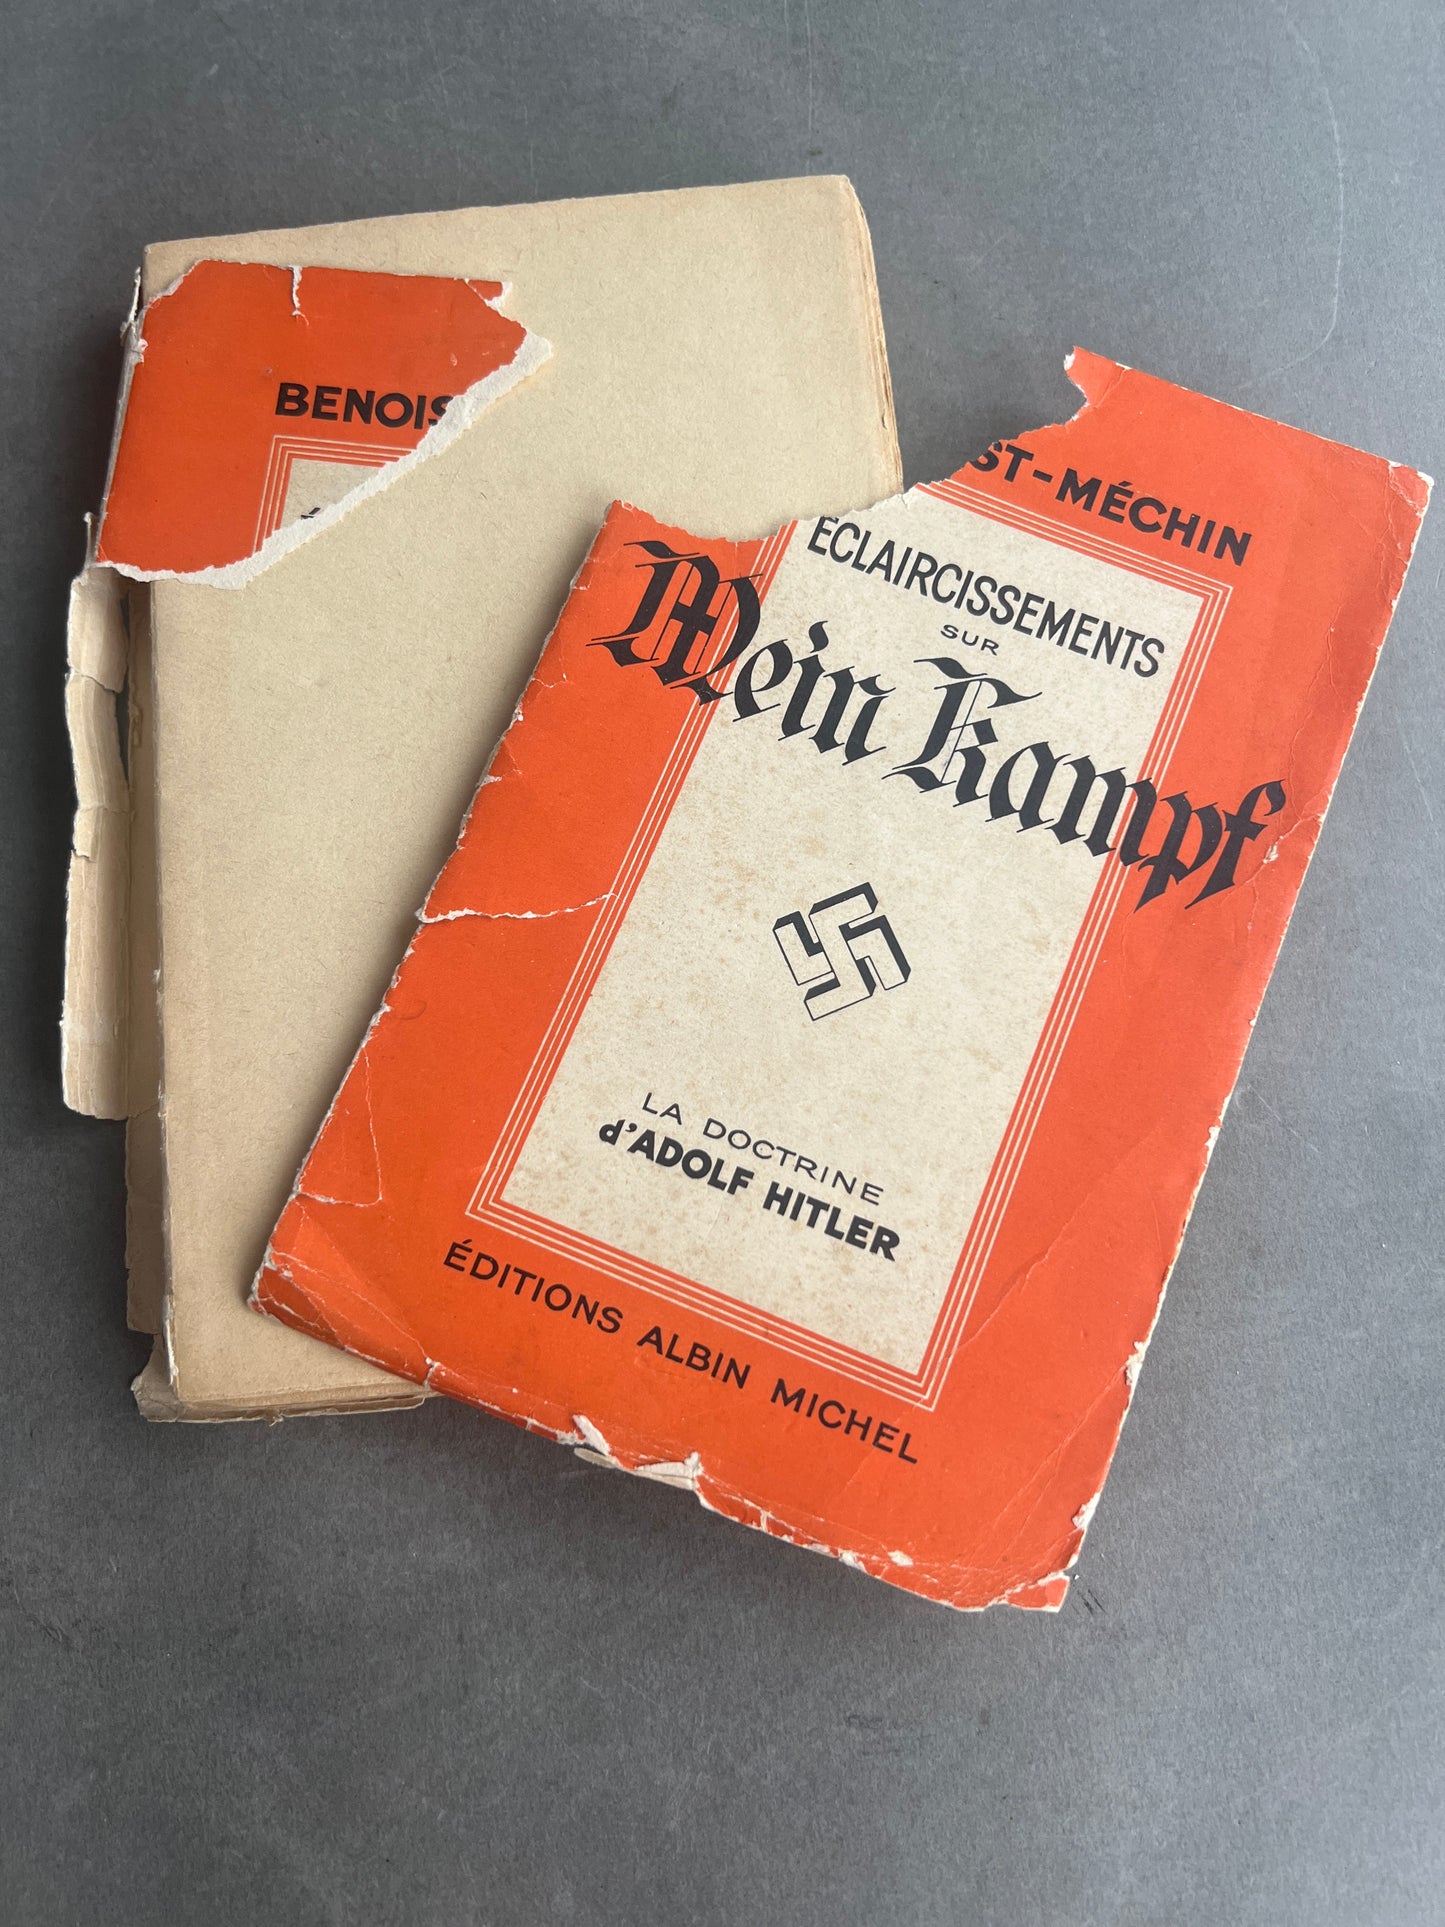 BENOIS
ST-MÉCHIN
ÉCLAIRCISSEMENTS
SUR
Mein Kampf
LA DOCTRINE
d'ADOLF HITLER
ÉDITIONS ALBIN MICHEL